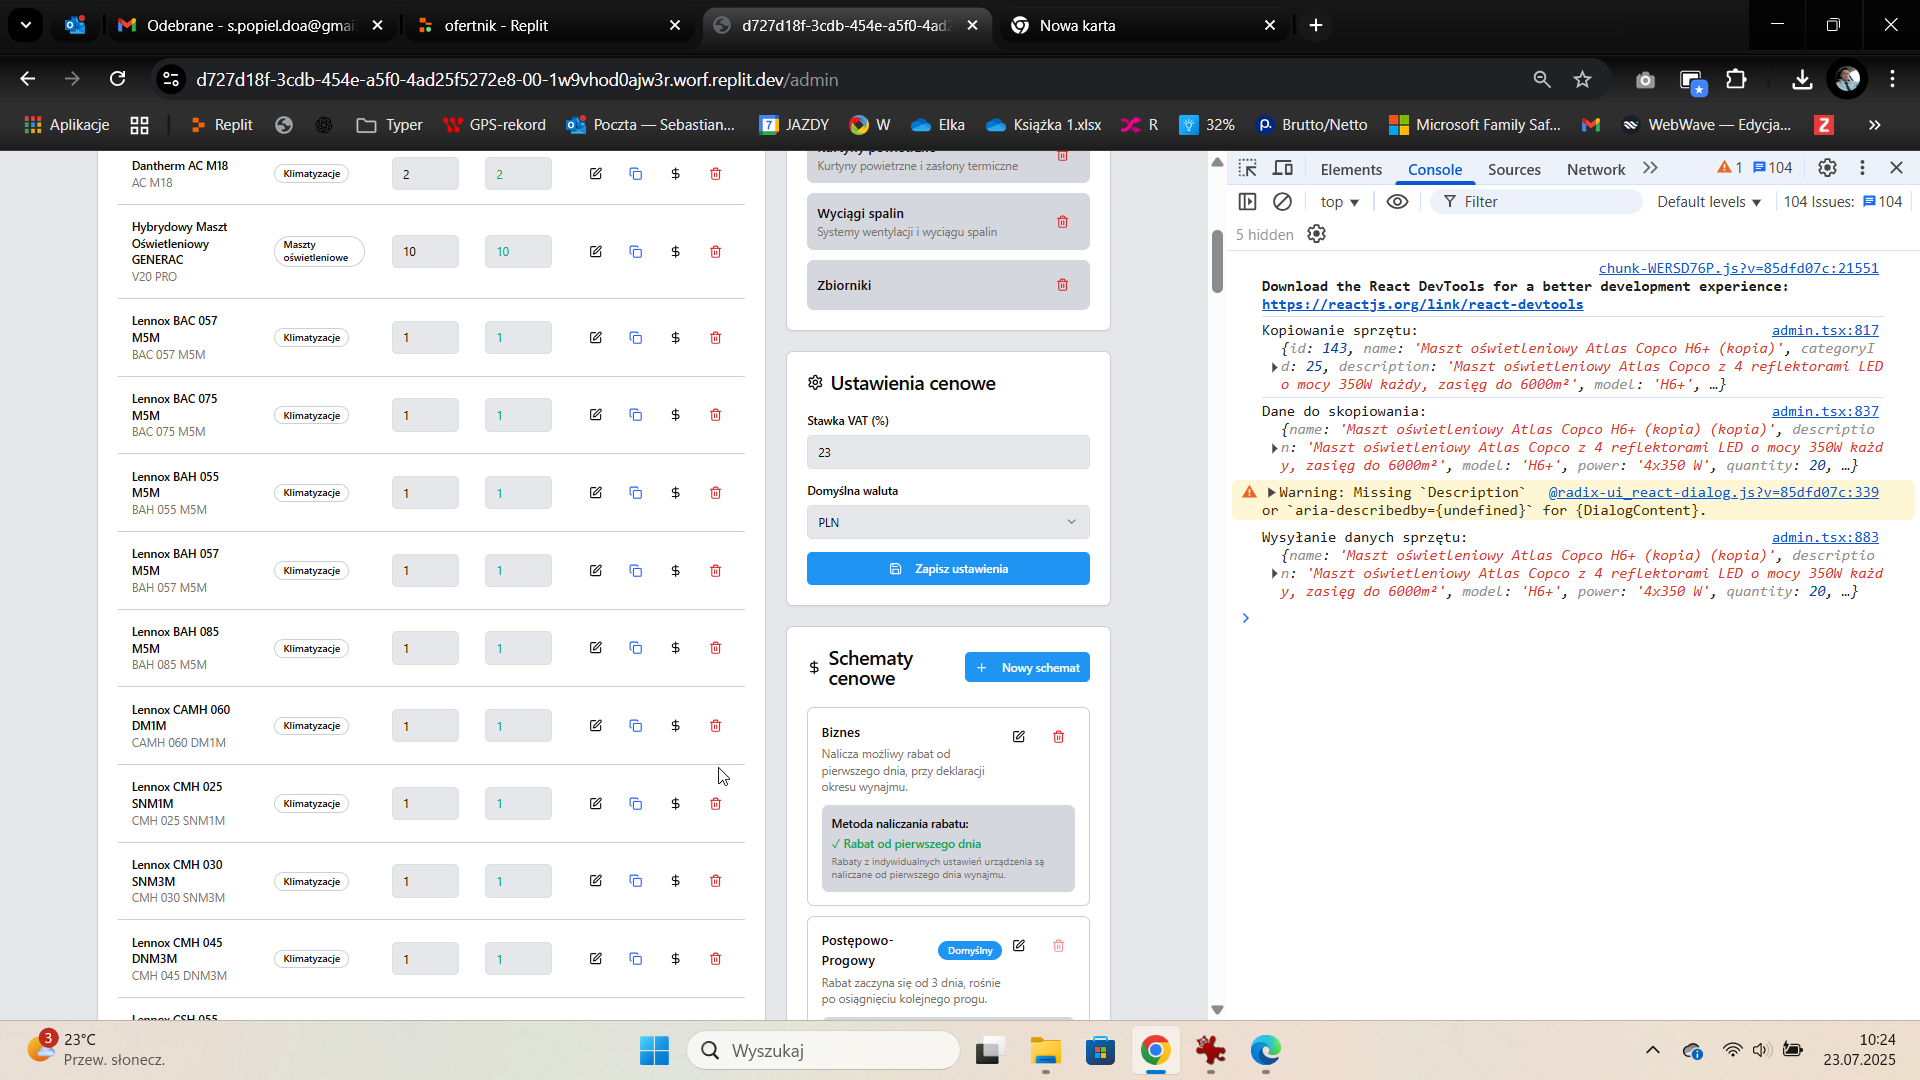 Odebrane - s.popiel.doa@gmai
ofertnik - Replit
d727d18f-3cdb-454e-a5f0-4ad2
Nowa karta
d727d18f-3cdb-454e-a5f0-4ad25f5272e8-00-1w9vhod0ajw3r.worf.replit.dev/admin
Aplikacje
Replit
Typer
GPS-rekord
Poczta — Sebastian...
7 JAZDY
W
Elka
Książka 1.xlsx
R
32%
Brutto/Netto
Microsoft Family Saf...
WebWave — Edycja...
Z
Dantherm AC M18
AC M18
Klimatyzacje
2
2
Hybrydowy Maszt
Oświetleniowy
GENERAC
V20 PRO
Maszty
oświetleniowe
10
10
Lennox BAC 057
M5M
BAC 057 M5M
Klimatyzacje
1
1
Lennox BAC 075
M5M
BAC 075 M5M
Klimatyzacje
1
1
Lennox BAH 055
M5M
BAH 055 M5M
Klimatyzacje
1
1
Lennox BAH 057
M5M
BAH 057 M5M
Klimatyzacje
1
1
Lennox BAH 085
M5M
BAH 085 M5M
Klimatyzacje
1
1
Lennox CAMH 060
DM1M
CAMH 060 DM1M
Klimatyzacje
1
1
Lennox CMH 025
SNM1M
CMH 025 SNM1M
Klimatyzacje
1
1
Lennox CMH 030
SNM3M
CMH 030 SNM3M
Klimatyzacje
1
1
Lennox CMH 045
DNM3M
CMH 045 DNM3M
Klimatyzacje
1
1
Lennox CSH 055
Kurtyny powietrzne
Kurtyny powietrzne i zasłony termiczne
Wyciągi spalin
Systemy wentylacji i wyciągu spalin
Zbiorniki
Ustawienia cenowe
Stawka VAT (%)
23
Domyślna waluta
PLN
Zapisz ustawienia
$ Schematy
cenowe
+ Nowy schemat
Biznes
Nalicza możliwy rabat od
pierwszego dnia, przy deklaracji
okresu wynajmu.
Metoda naliczania rabatu:
✓ Rabat od pierwszego dnia
Rabaty z indywidualnych ustawień urządzenia są
naliczane od pierwszego dnia wynajmu.
Postępowo-
Progowy
Domyślny
Rabat zaczyna się od 3 dnia, rośnie
po osiągnięciu kolejnego progu.
Elements
Console
Sources
Network
1
104
top
Filter
Default levels
104 Issues:
104
5 hidden
chunk-WERSD76P.js?v=85dfd07c:21551
Download the React DevTools for a better development experience:
https://reactjs.org/link/react-devtools
Kopiowanie sprzętu: admin.tsx:817
{id: 143, name: 'Maszt oświetleniowy Atlas Copco H6+ (kopia)', categoryI
d: 25, description: 'Maszt oświetleniowy Atlas Copco z 4 reflektorami LED
o mocy 350W każdy, zasięg do 6000m²', model: 'H6+', …}
Dane do skopiowania: admin.tsx:837
{name: 'Maszt oświetleniowy Atlas Copco H6+ (kopia) (kopia)', descriptio
n: 'Maszt oświetleniowy Atlas Copco z 4 reflektorami LED o mocy 350W każd
y, zasięg do 6000m²', model: 'H6+', power: '4x350 W', quantity: 20, …}
Warning: Missing `Description` @radix-ui_react-dialog.js?v=85dfd07c:339
or `aria-describedby={undefined}` for {DialogContent}.
Wysyłanie danych sprzętu: admin.tsx:883
{name: 'Maszt oświetleniowy Atlas Copco H6+ (kopia) (kopia)', descriptio
n: 'Maszt oświetleniowy Atlas Copco z 4 reflektorami LED o mocy 350W każd
y, zasięg do 6000m²', model: 'H6+', power: '4x350 W', quantity: 20, …}
3
23°C
Przew. słonecz.
Wyszukaj
10:24
23.07.2025